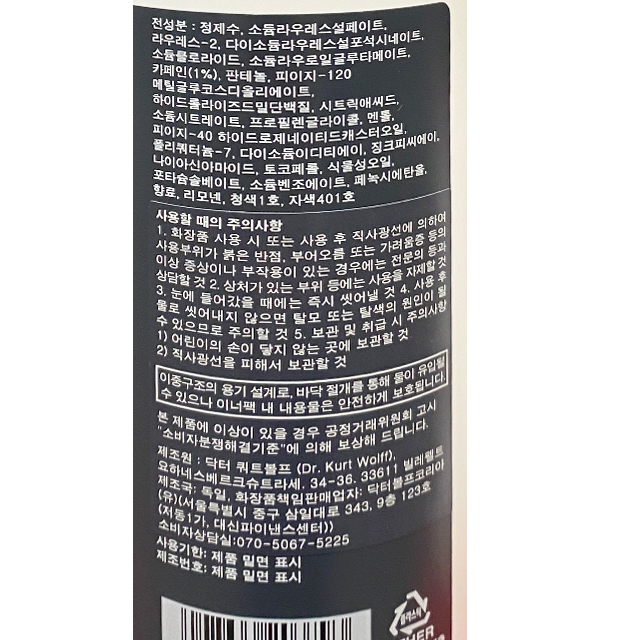 전성분 : 정제수, 소듐라우레스설페이트,
라우레스-2, 다이소듐라우레스설포석시네이트,
소듐클로라이드, 소듐라우로일글루타메이트,
카페인(1%), 판테놀, 피이지-120
메틸글루코스디올리에이트,
하이드롤라이즈드밀단백질, 시트릭애씨드,
소듐시트레이트, 프로필렌글라이콜, 멘톨,
피이지-40 하이드로제네이티드캐스터오일,
폴리쿼터늄-7, 다이소듐이디티에이, 징크피씨에이,
나이아신아마이드, 토코페롤, 식물성오일,
포타슘솔베이트, 소듐벤조에이트, 페녹시에탄올,
향료, 리모넨, 청색1호, 자색401호
사용할 때의 주의사항
1. 화장품 사용 시 또는 사용 후 직사광선에 의하여
사용부위가 붉은 반점, 부어오름 또는 가려움증 등의
이상 증상이나 부작용이 있는 경우에는 전문의 등과
상담할 것 2. 상처가 있는 부위 등에는 사용을 자제할 것
3. 눈에 들어갔을 때에는 즉시 씻어낼 것 4. 사용 후
물로 씻어내지 않으면 탈모 또는 탈색의 원인이 될
수 있으므로 주의할 것 5. 보관 및 취급 시 주의사항
1) 어린이의 손이 닿지 않는 곳에 보관할 것
2) 직사광선을 피해서 보관할 것
이중구조의 용기 설계로, 바닥 절개를 통해 물이 유입될
수 있으나 이너팩 내 내용물은 안전하게 보호됩니다.
본 제품에 이상이 있을 경우 공정거래위원회 고시
"소비자분쟁해결기준"에 의해 보상해 드립니다.
제조원 : 닥터 쿼트볼프 (Dr. Kurt Wolff),
요하네스베르크슈트라세. 34-36. 33611 빌레펠트
제조국: 독일, 화장품책임판매업자: 닥터볼프코리아
(유)(서울특별시 중구 삼일대로 343, 9층 123호
(저동1가, 대신파이낸스센터))
소비자상담실:070-5067-5225
사용기한: 제품 밑면 표시
제조번호: 제품 밑면 표시
플라스틱